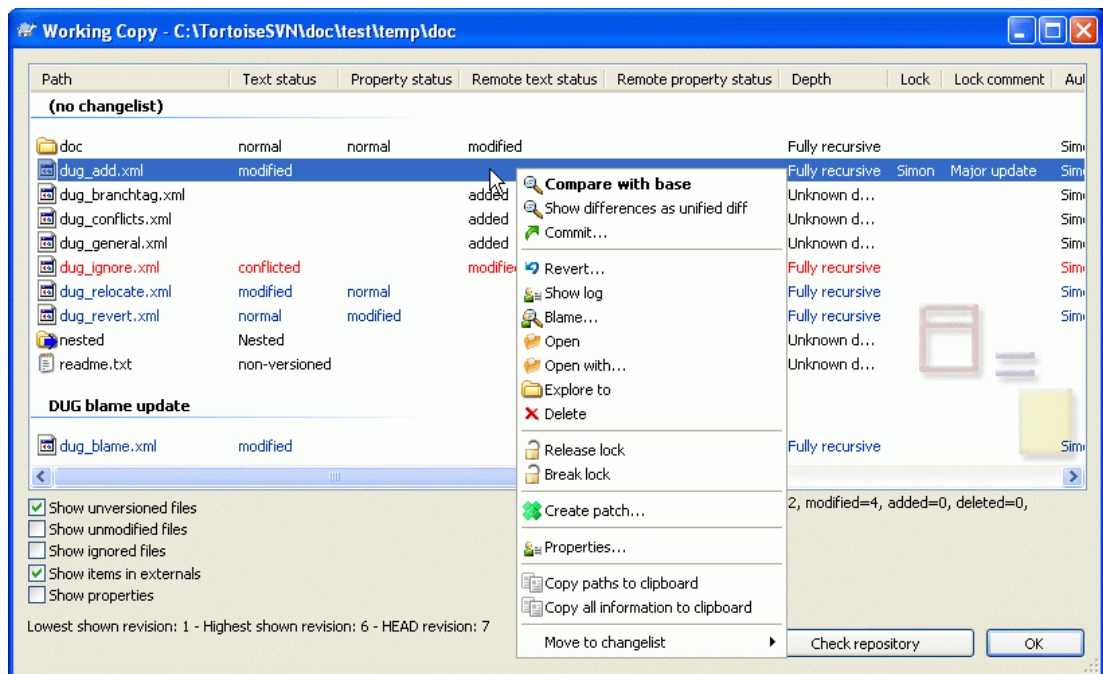 Working Copy - C:\TortoiseSVN\doc\test\temp\doc
Path Text status Property status Remote text status Remote property status Depth Lock Lock comment
(no changelist)
doc normal normal modified Fully recursive
dug_add.xml modified Fully recursive Simon Major update
dug_branchtag.xml added Unknown d...
dug_conflicts.xml added Unknown d...
dug_general.xml added Unknown d...
dug_ignore.xml conflicted modifie Fully recursive
dug_relocate.xml modified normal Fully recursive
dug_revert.xml normal modified Fully recursive
nested Nested Unknown d...
readme.txt non-versioned Unknown d...
DUG blame update
dug_blame.xml modified Fully recursive
Compare with base
Show differences as unified diff
Commit...
Revert...
Show log
Blame...
Open
Open with...
Explore to
Delete
Release lock
Break lock
Create patch...
Properties...
Copy paths to clipboard
Copy all information to clipboard
Move to changelist
Show unversioned files
2, modified=4, added=0, deleted=0,
Show unmodified files
Show ignored files
Show items in externals
Show properties
Lowest shown revision: 1 - Highest shown revision: 6 - HEAD revision: 7
Check repository OK